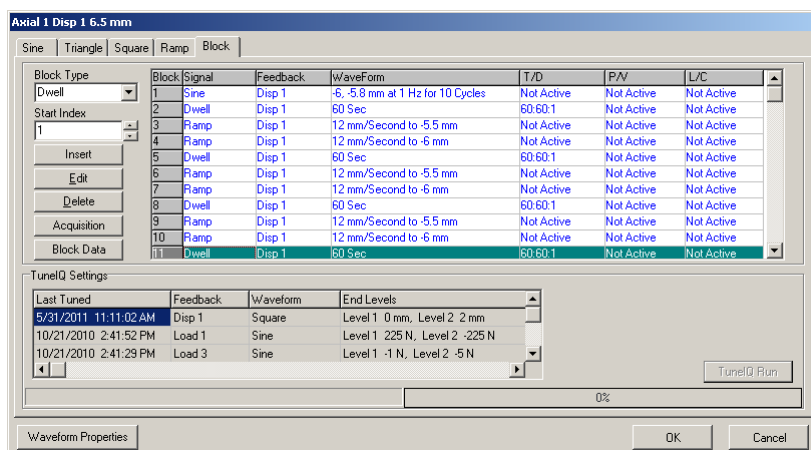 Axial 1 Disp 1 6.5 mm
Sine Triangle Square Ramp Block
Block Type
Dwell
Start Index
1
Insert
Edit
Delete
Acquisition
Block Data
Block Signal Feedback WaveForm T/D P/V L/C
1 Sine Disp 1 -6, -5.8 mm at 1 Hz for 10 Cycles Not Active Not Active Not Active
2 Dwell Disp 1 60 Sec 60:60:1 Not Active Not Active
3 Ramp Disp 1 12 mm/Second to -5.5 mm Not Active Not Active Not Active
4 Ramp Disp 1 12 mm/Second to -6 mm Not Active Not Active Not Active
5 Dwell Disp 1 60 Sec 60:60:1 Not Active Not Active
6 Ramp Disp 1 12 mm/Second to -5.5 mm Not Active Not Active Not Active
7 Ramp Disp 1 12 mm/Second to -6 mm Not Active Not Active Not Active
8 Dwell Disp 1 60 Sec 60:60:1 Not Active Not Active
9 Ramp Disp 1 12 mm/Second to -5.5 mm Not Active Not Active Not Active
10 Ramp Disp 1 12 mm/Second to -6 mm Not Active Not Active Not Active
11 Dwell Disp 1 60 Sec 60:60:1 Not Active Not Active
TuneIQ Settings
Last Tuned Feedback Waveform End Levels
5/31/2011 11:11:02 AM Disp 1 Square Level 1 0 mm, Level 2 2 mm
10/21/2010 2:41:52 PM Load 1 Sine Level 1 225 N, Level 2 -225 N
10/21/2010 2:41:29 PM Load 3 Sine Level 1 -1 N, Level 2 -5 N
TuneIQ Run
0%
Waveform Properties OK Cancel